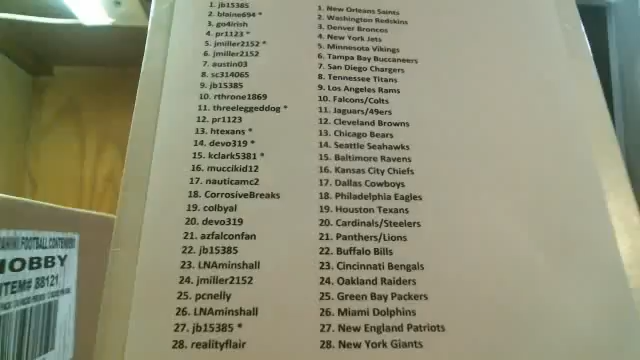 1. jb15385
2. blaine694 *
3. go4irish
4. pr1123 *
5. jmiller2152 *
6. jmiller2152
7. austin03
8. sc314065
9. jb15385
10. rthrone1869
11. threeleggeddog *
12. pr1123
13. htexans *
14. devo319 *
15. kclark5381 *
16. muccikid12
17. nauticamc2
18. CorrosiveBreaks
19. colbyal
20. devo319
21. azfalconfan
22. jb15385
23. LNAminshall
24. jmiller2152
25. pcnelly
26. LNAminshall
27. jb15385 *
28. realityflair
1. New Orleans Saints
2. Washington Redskins
3. Denver Broncos
4. New York Jets
5. Minnesota Vikings
6. Tampa Bay Buccaneers
7. San Diego Chargers
8. Tennessee Titans
9. Los Angeles Rams
10. Falcons/Colts
11. Jaguars/49ers
12. Cleveland Browns
13. Chicago Bears
14. Seattle Seahawks
15. Baltimore Ravens
16. Kansas City Chiefs
17. Dallas Cowboys
18. Philadelphia Eagles
19. Houston Texans
20. Cardinals/Steelers
21. Panthers/Lions
22. Buffalo Bills
23. Cincinnati Bengals
24. Oakland Raiders
25. Green Bay Packers
26. Miami Dolphins
27. New England Patriots
28. New York Giants
FOOTBALL
HOBBY
ITEM# 88121